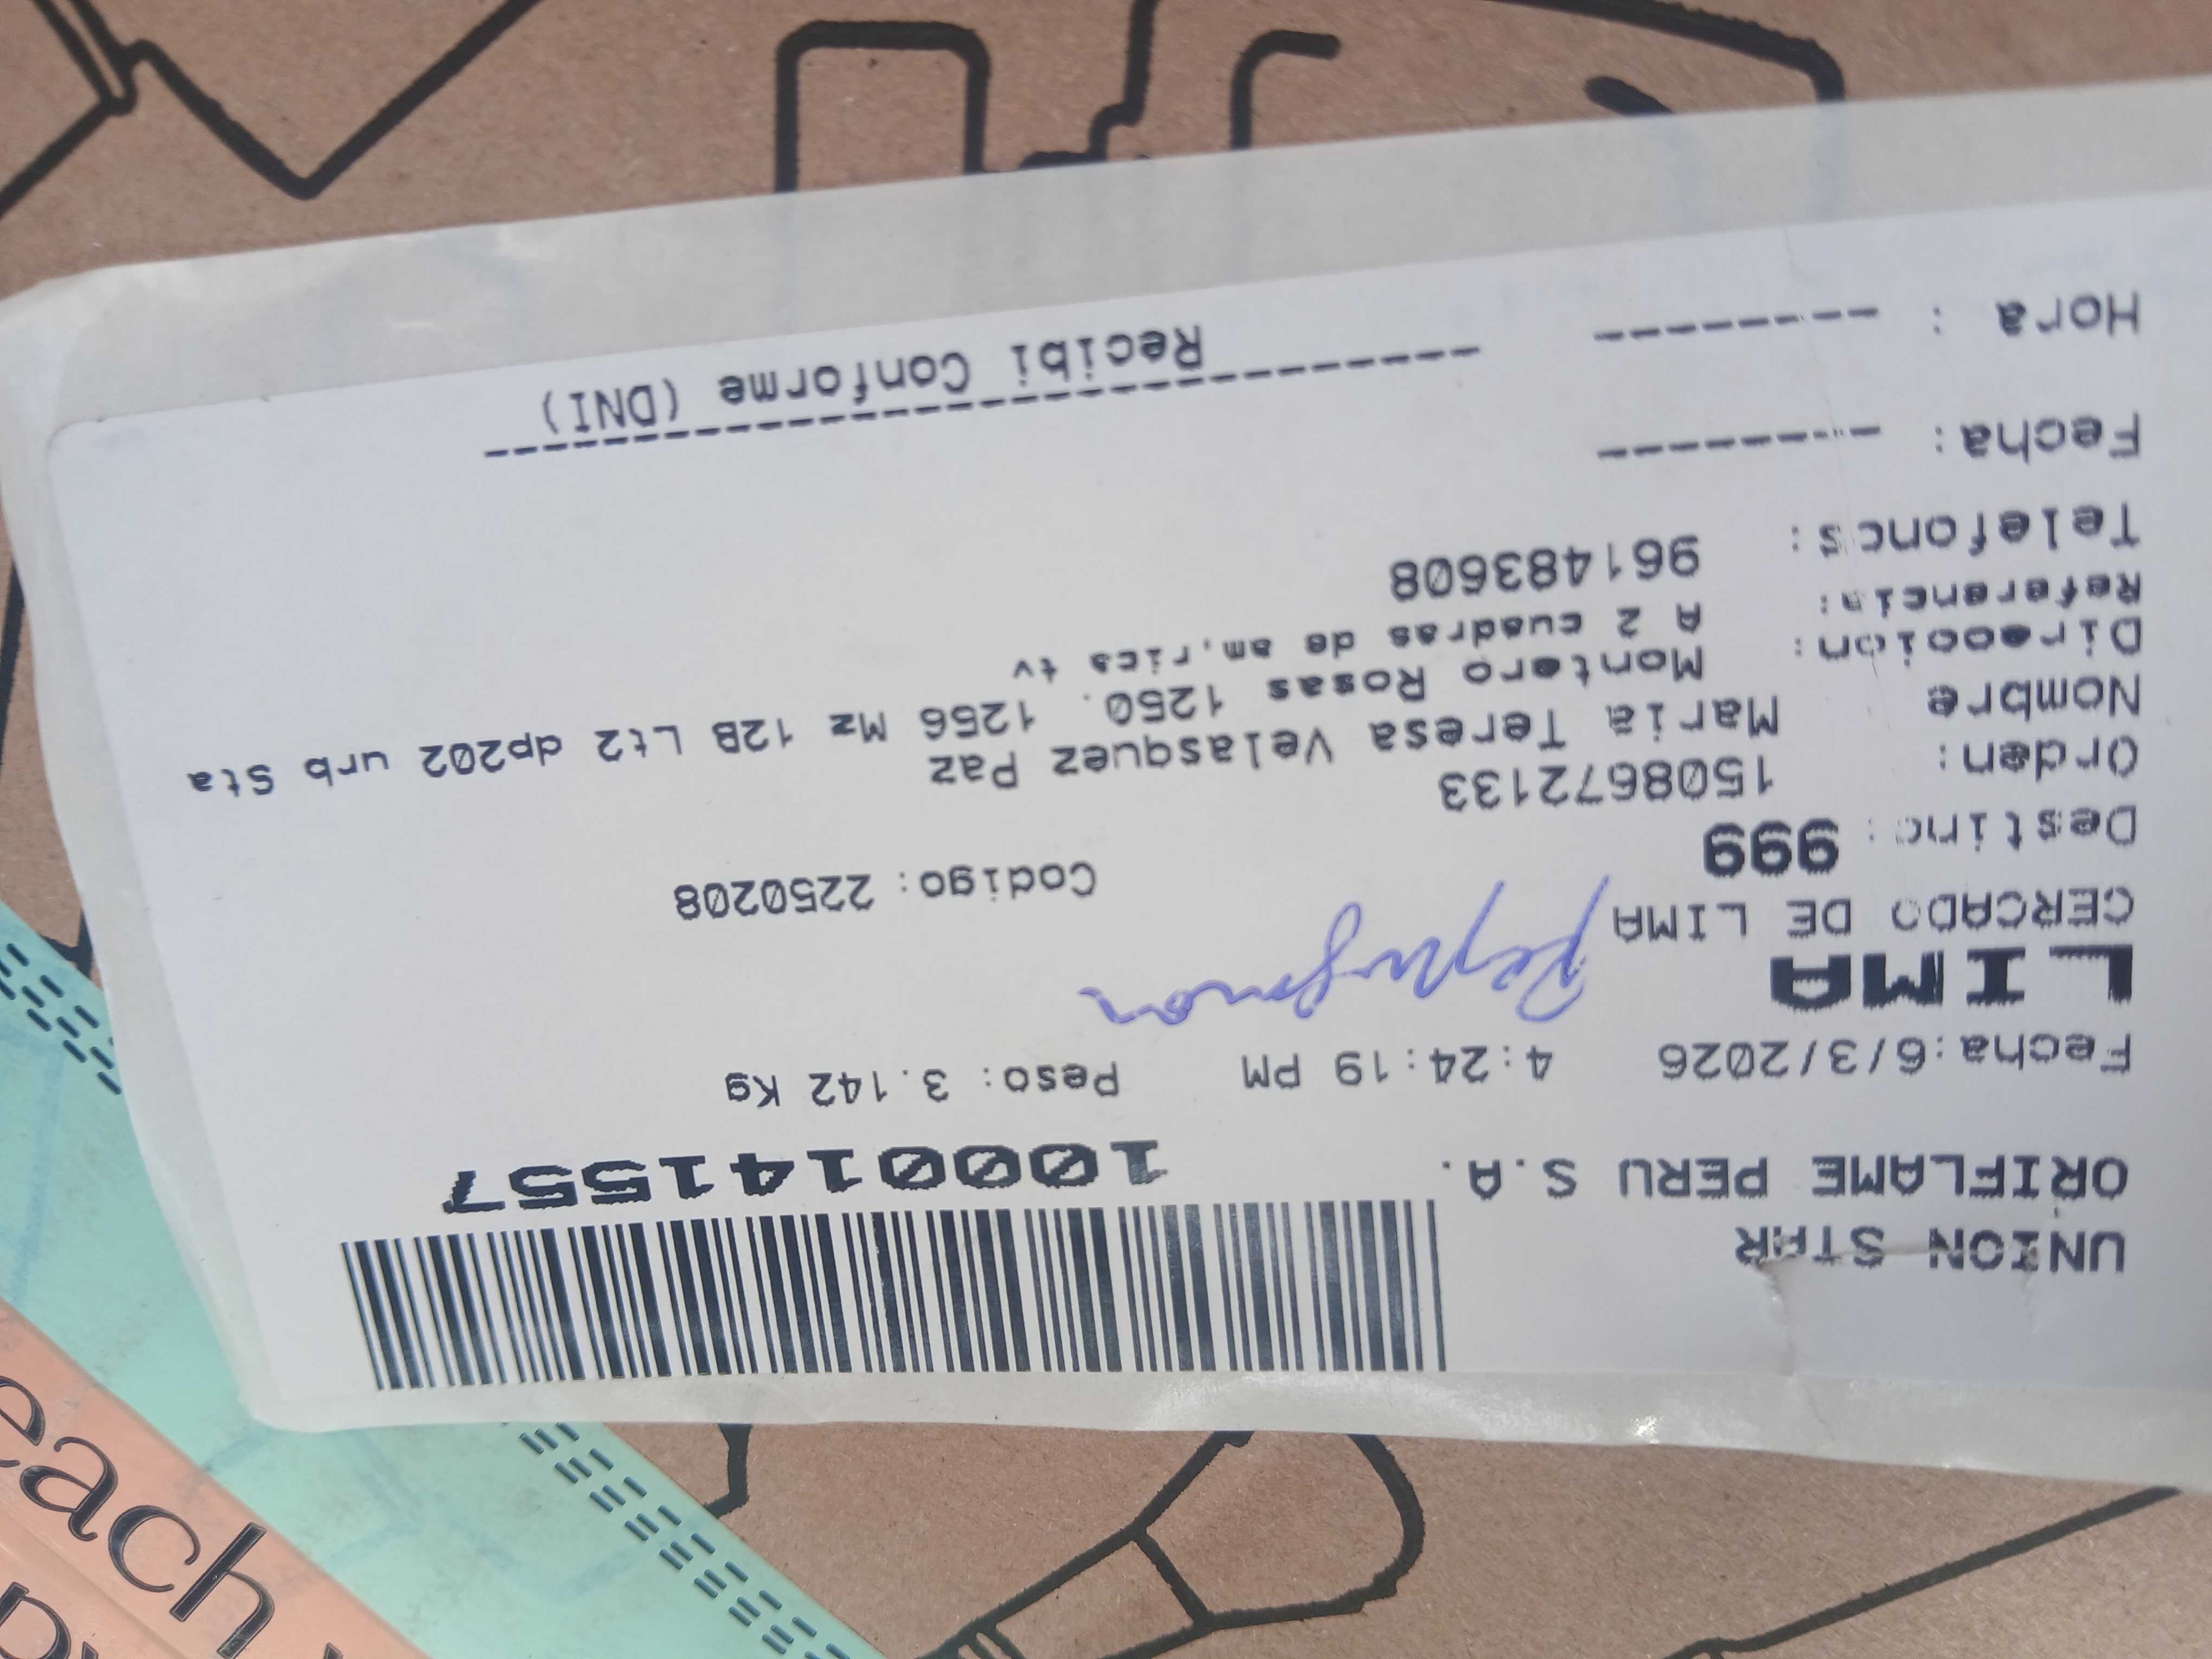 UNION STAR
ORIFLAME PERU S.A.
1000141557
Fecha:6/3/2026 4:24:19 PM Peso: 3.142 Kg
LIMA
CERCADO DE LIMA
Destino: 999 Codigo: 2250208
Orden: 1508672133
Nombre Maria Teresa Velasquez Paz
Direccion: Montero Rosas 1250. 1256 Mz 12B Lt2 dp202 urb Sta
Referencia: A 2 cuadras de am,rica tv
Telefonos: 961483608
Fecha: --------
Hora : --------
Recibi Conforme (DNI)
each